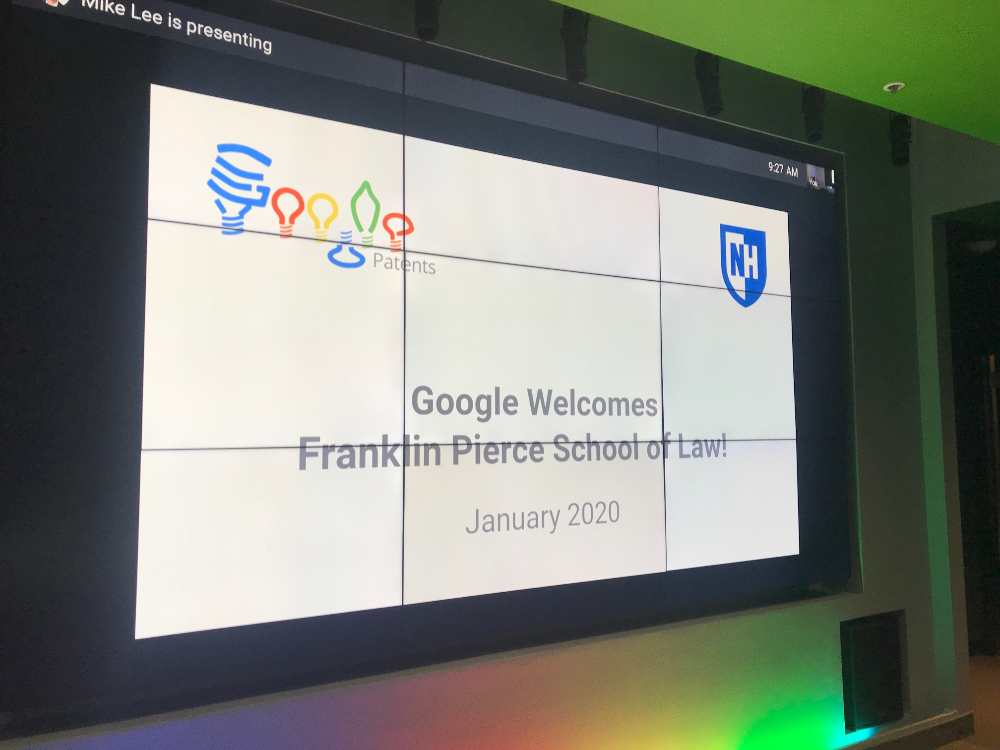 Mike Lee is presenting
9:27 AM
You
Google
Patents
NH
Google Welcomes
Franklin Pierce School of Law!
January 2020